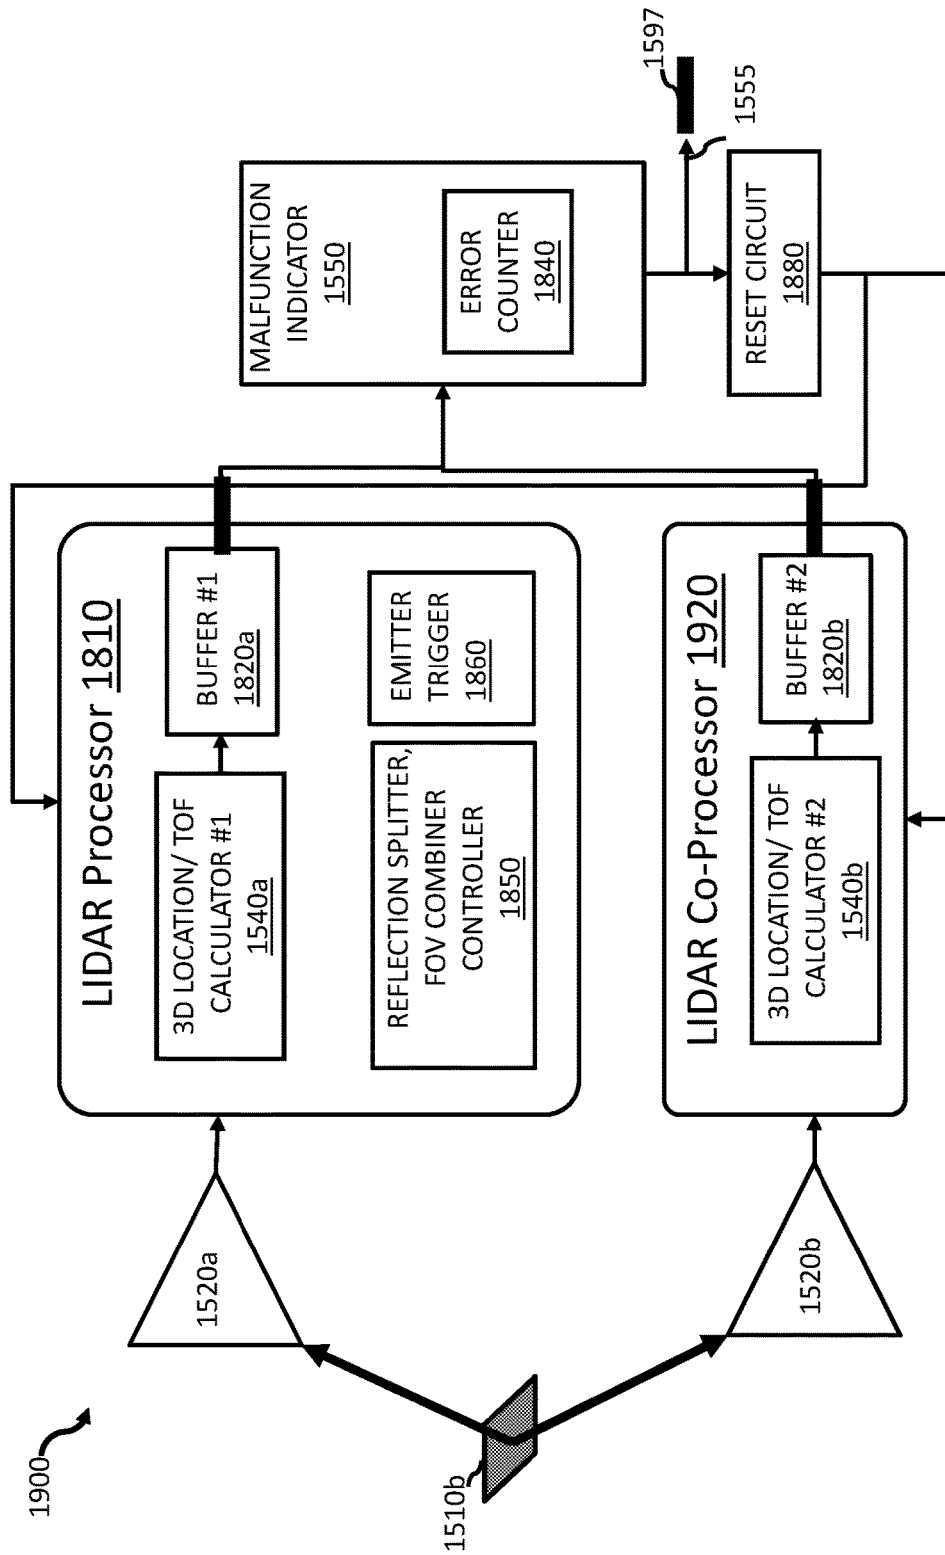 1900
1510b
1520a
1520b
LIDAR Processor 1810
3D LOCATION/ TOF
CALCULATOR #1
1540a
BUFFER #1
1820a
REFLECTION SPLITTER,
FOV COMBINER
CONTROLLER
1850
EMITTER
TRIGGER
1860
LIDAR Co-Processor 1920
3D LOCATION/ TOF
CALCULATOR #2
1540b
BUFFER #2
1820b
MALFUNCTION
INDICATOR
1550
ERROR
COUNTER
1840
1597
1555
RESET CIRCUIT
1880